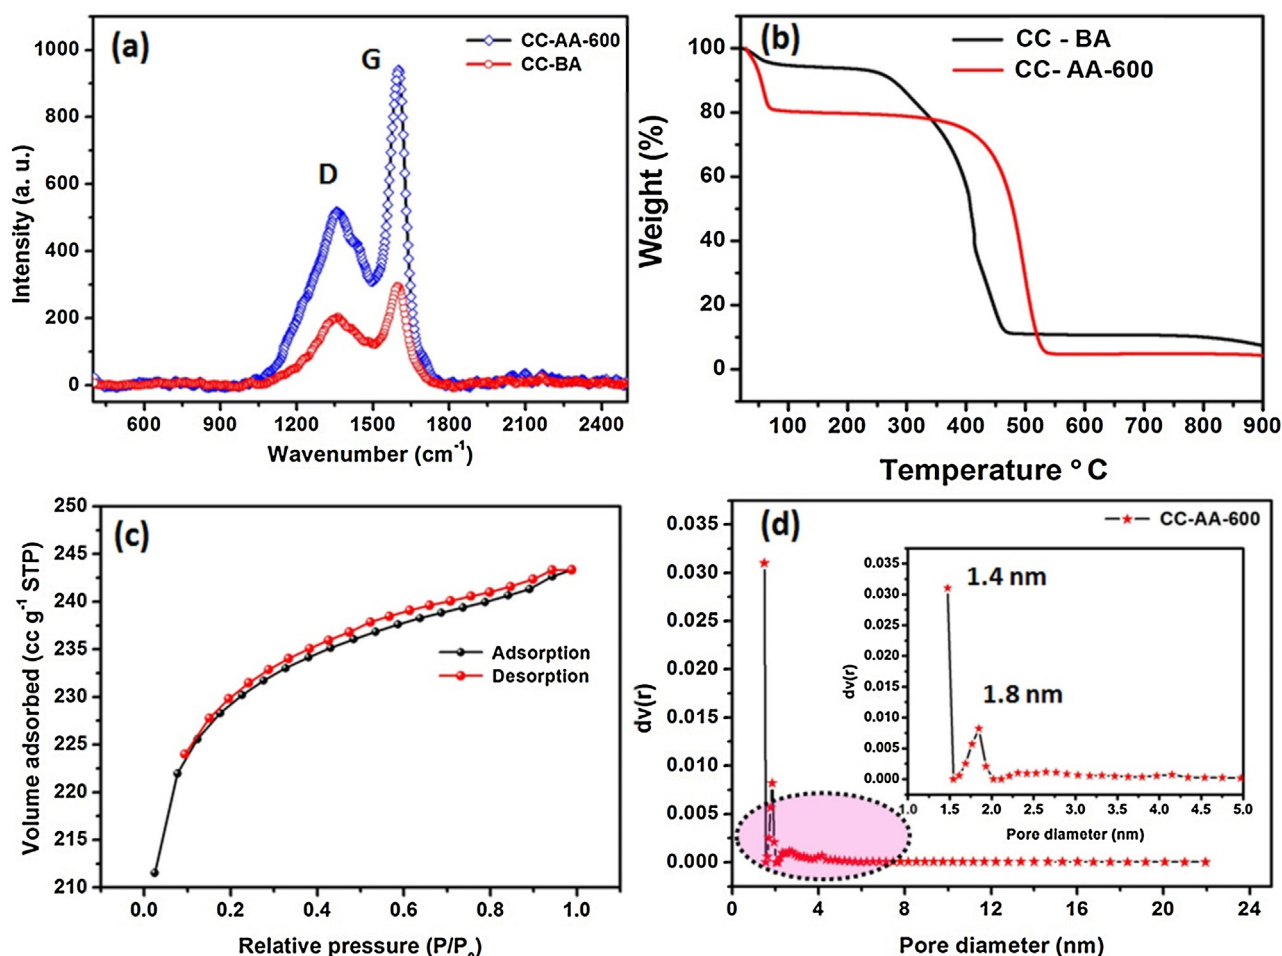 (a)
CC-AA-600
CC-BA
G
D
1000
800
600
400
200
0
Intensity (a. u.)
600 900 1200 1500 1800 2100 2400
Wavenumber (cm⁻¹)
(b)
CC - BA
CC- AA-600
100
80
60
40
20
0
Weight (%)
100 200 300 400 500 600 700 800 900
Temperature ° C
(c)
250
245
240
235
230
225
220
215
210
Volume adsorbed (cc g⁻¹ STP)
Adsorption
Desorption
0.0 0.2 0.4 0.6 0.8 1.0
Relative pressure (P/P₀)
(d)
CC-AA-600
0.035
0.030
0.025
0.020
0.015
0.010
0.005
0.000
dv(r)
0 4 8 12 16 20 24
Pore diameter (nm)
1.4 nm
1.8 nm
0.035
0.030
0.025
0.020
0.015
0.010
0.005
0.000
dv(r)
1.0 1.5 2.0 2.5 3.0 3.5 4.0 4.5 5.0
Pore diameter (nm)